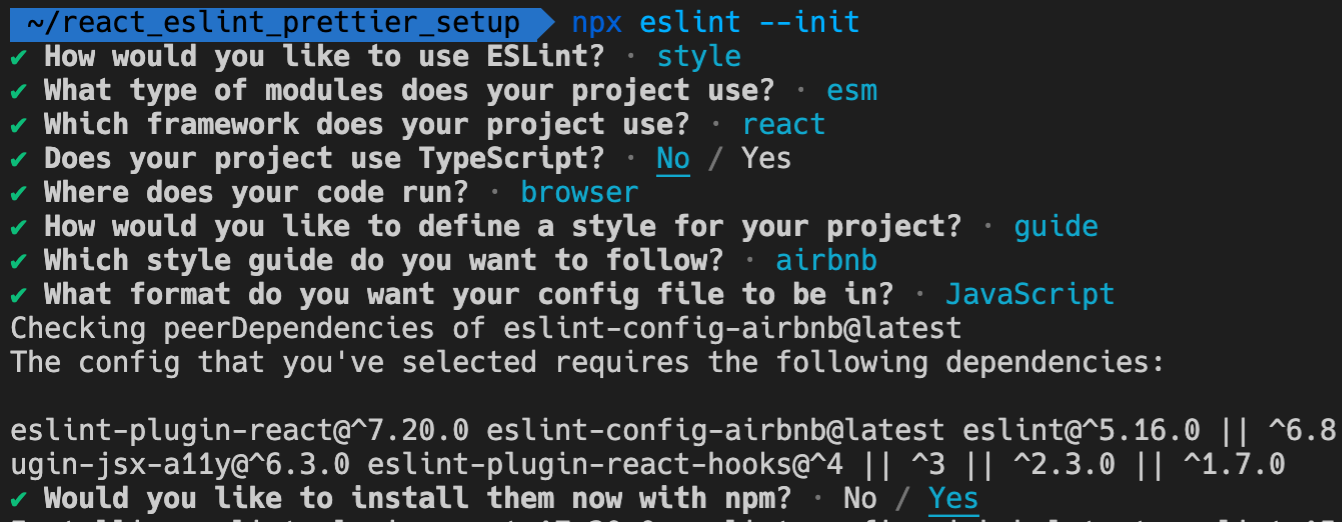 ~/react_eslint_prettier_setup npx eslint --init
✔ How would you like to use ESLint? · style
✔ What type of modules does your project use? · esm
✔ Which framework does your project use? · react
✔ Does your project use TypeScript? · No / Yes
✔ Where does your code run? · browser
✔ How would you like to define a style for your project? · guide
✔ Which style guide do you want to follow? · airbnb
✔ What format do you want your config file to be in? · JavaScript
Checking peerDependencies of eslint-config-airbnb@latest
The config that you've selected requires the following dependencies:
eslint-plugin-react@^7.20.0 eslint-config-airbnb@latest eslint@^5.16.0 || ^6.8
ugin-jsx-a11y@^6.3.0 eslint-plugin-react-hooks@^4 || ^3 || ^2.3.0 || ^1.7.0
✔ Would you like to install them now with npm? · No / Yes